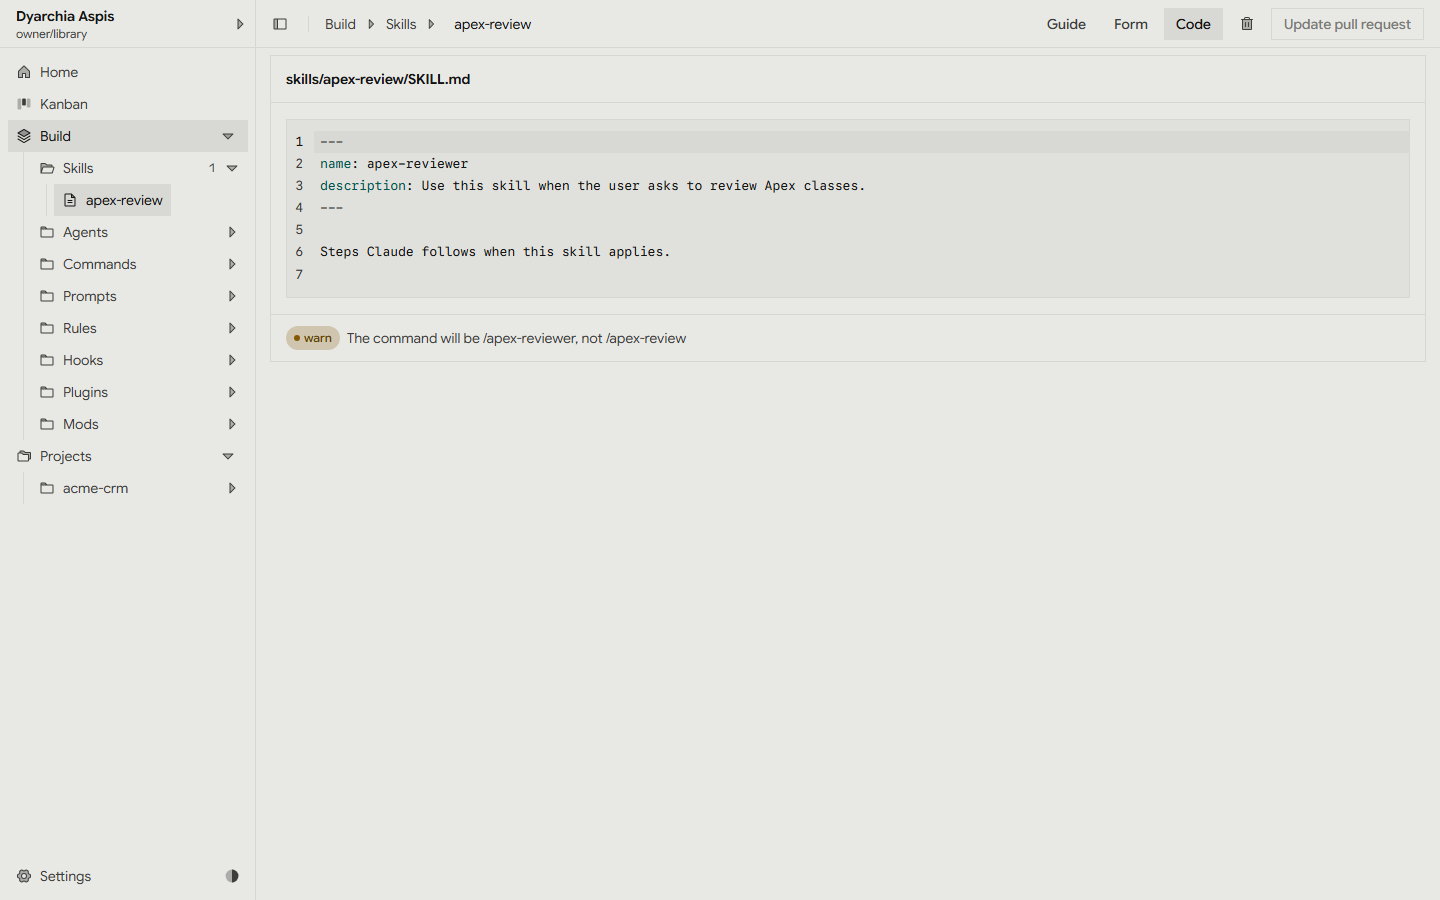 Dyarchia Aspis
owner/library
Home
Kanban
Build
Skills 1
apex-review
Agents
Commands
Prompts
Rules
Hooks
Plugins
Mods
Projects
acme-crm
Settings
Build Skills apex-review
Guide Form Code Update pull request
skills/apex-review/SKILL.md
1 ---
2 name: apex-reviewer
3 description: Use this skill when the user asks to review Apex classes.
4 ---
5
6 Steps Claude follows when this skill applies.
7
warn The command will be /apex-reviewer, not /apex-review